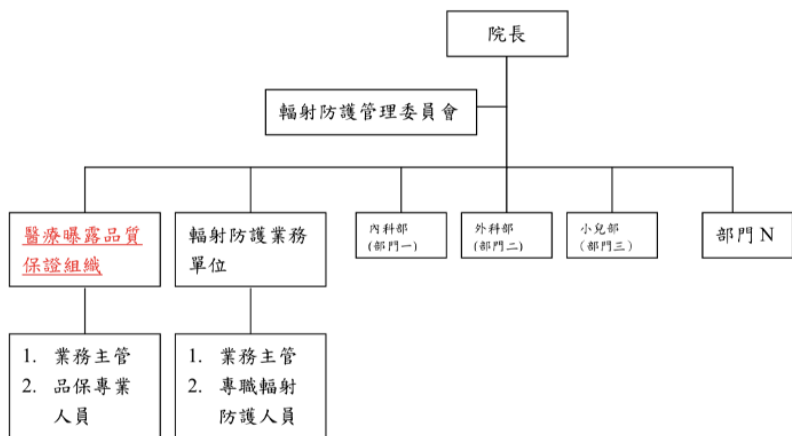 院長
輻射防護管理委員會
醫療曝露品質
保證組織
輻射防護業務
單位
內科部
(部門一)
外科部
(部門二)
小兒部
(部門三)
部門 N
1. 業務主管
2. 品保專業
人員
1. 業務主管
2. 專職輻射
防護人員